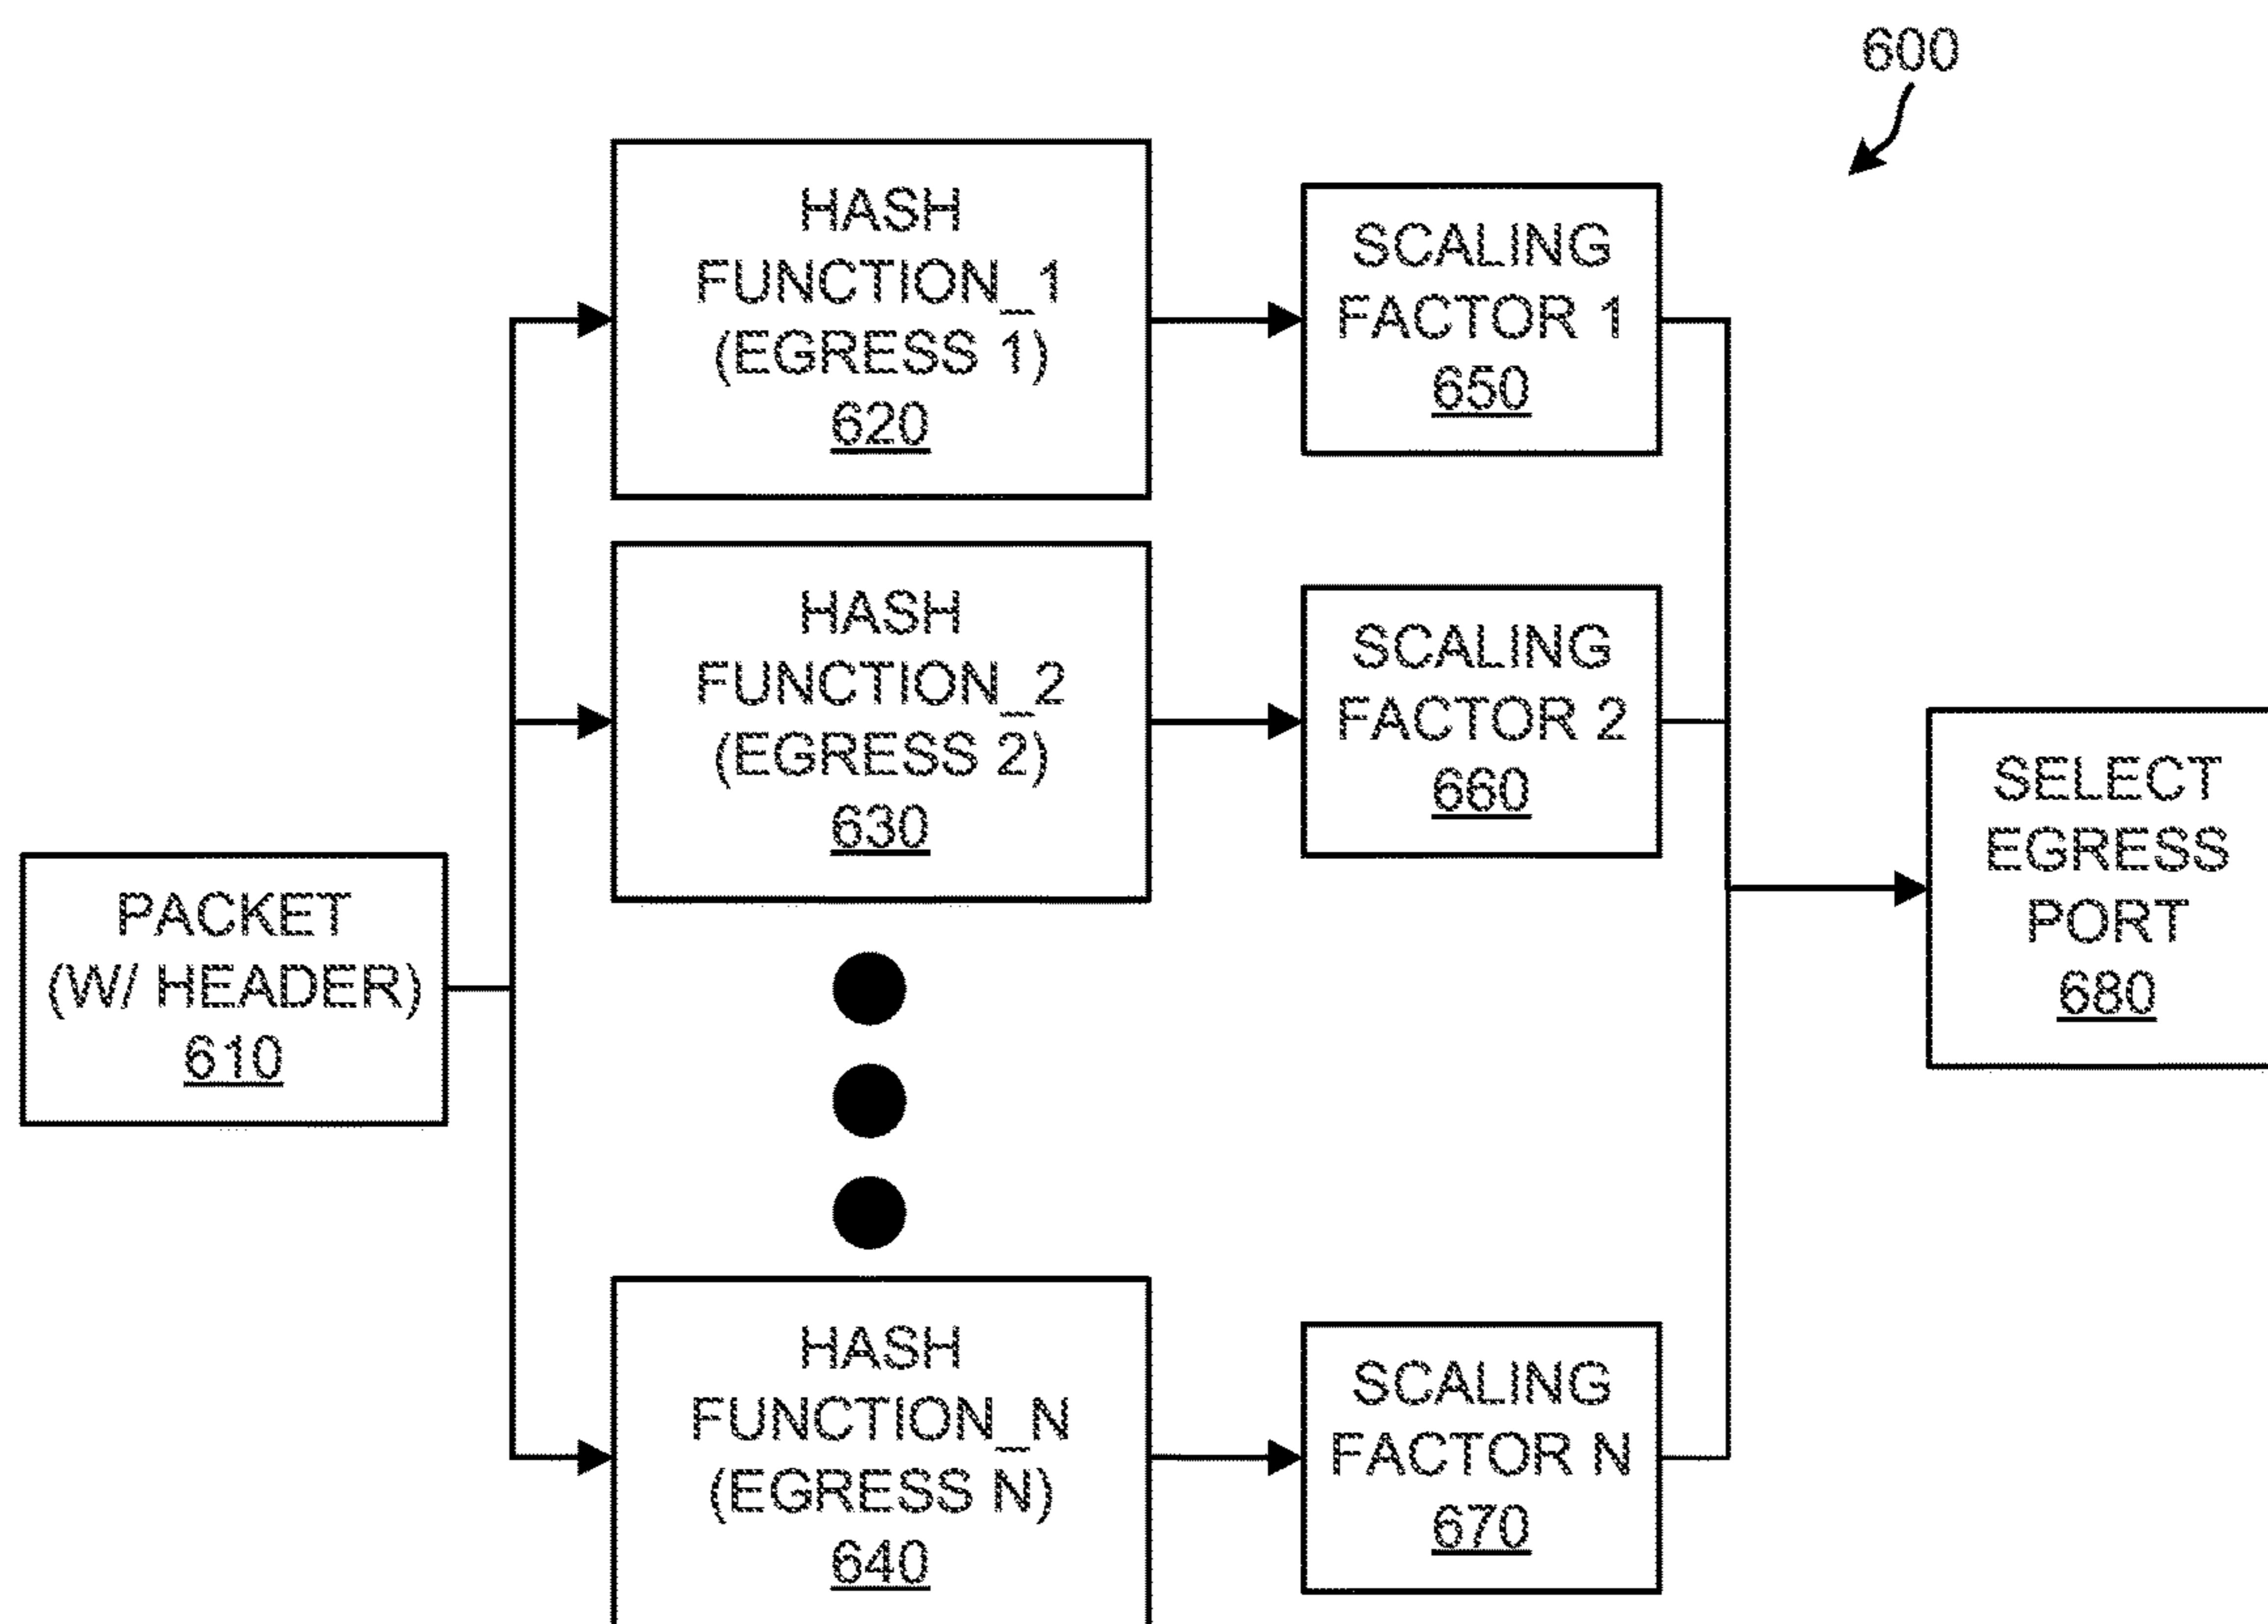 600
HASH
FUNCTION_1
(EGRESS 1)
620
SCALING
FACTOR 1
650
HASH
FUNCTION_2
(EGRESS 2)
630
SCALING
FACTOR 2
660
PACKET
(W/ HEADER)
610
SELECT
EGRESS
PORT
680
HASH
FUNCTION_N
(EGRESS N)
640
SCALING
FACTOR N
670